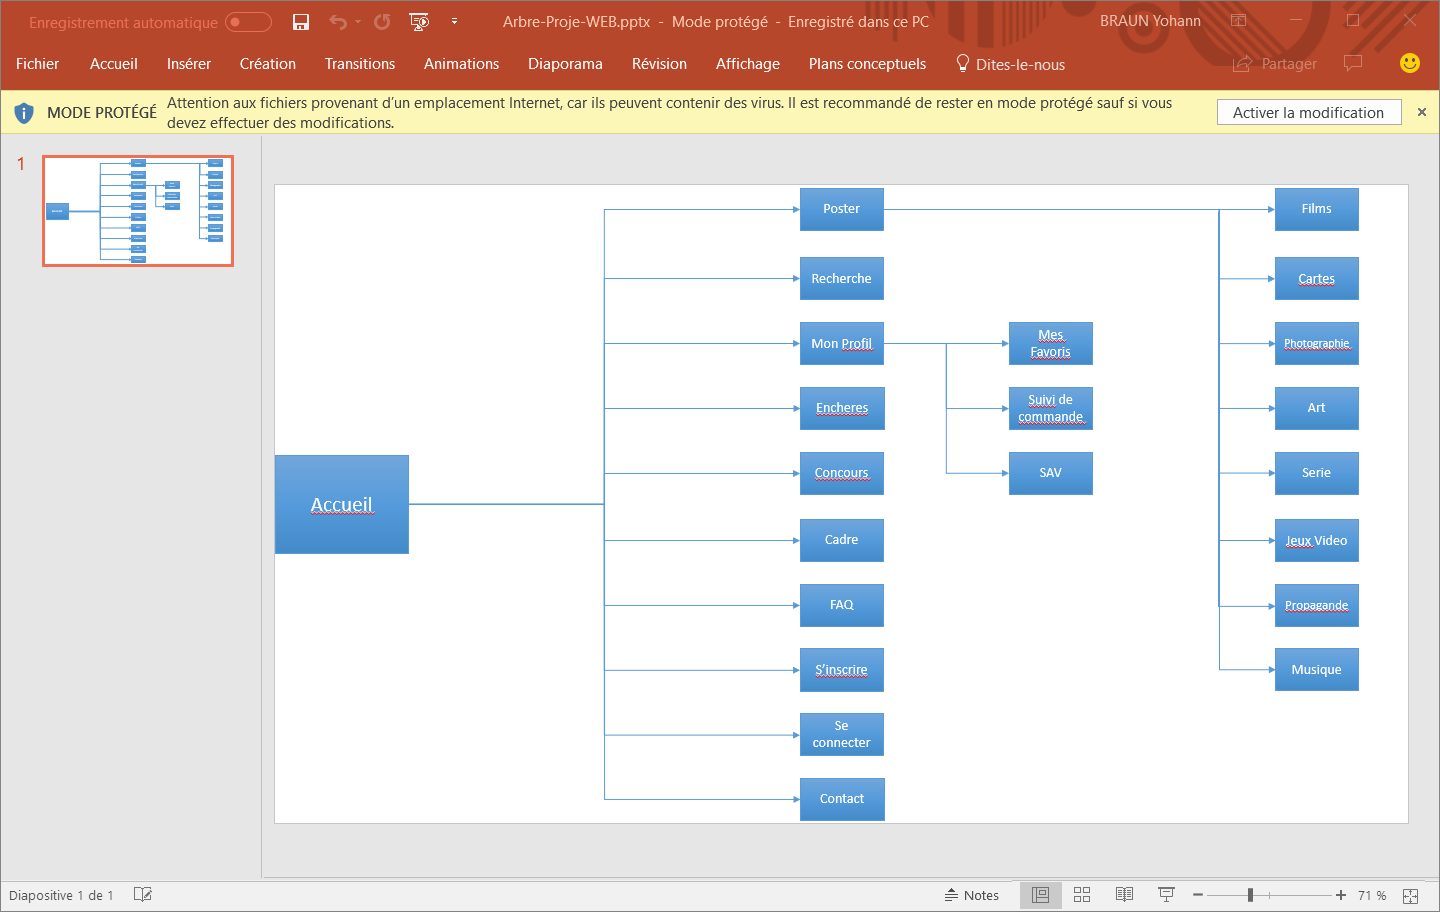 Enregistrement automatique
Arbre-Proje-WEB.pptx - Mode protégé - Enregistré dans ce PC
BRAUN Yohann
Fichier
Accueil
Insérer
Création
Transitions
Animations
Diaporama
Révision
Affichage
Plans conceptuels
Dites-le-nous
Partager
MODE PROTÉGÉ
Attention aux fichiers provenant d'un emplacement Internet, car ils peuvent contenir des virus. Il est recommandé de rester en mode protégé sauf si vous
devez effectuer des modifications.
Activer la modification
1
Accueil
Poster
Recherche
Mon Profil
Encheres
Concours
Cadre
FAQ
S'inscrire
Se
connecter
Contact
Mes
Favoris
Suivi de
commande
SAV
Films
Cartes
Photographie
Art
Serie
Jeux Video
Propagande
Musique
Diapositive 1 de 1
Notes
71 %